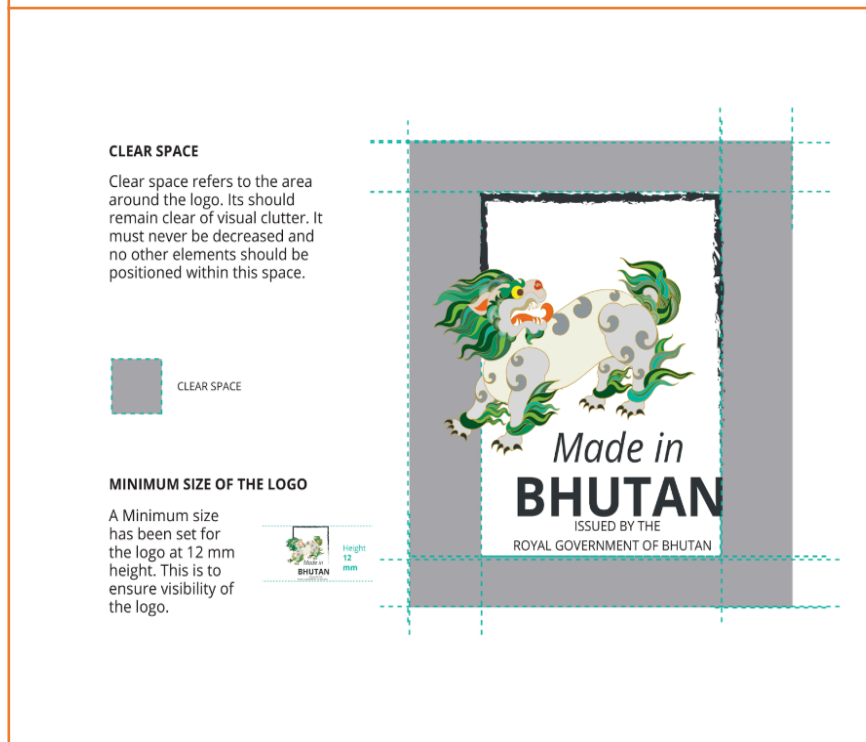 CLEAR SPACE
Clear space refers to the area
around the logo. Its should
remain clear of visual clutter. It
must never be decreased and
no other elements should be
positioned within this space.
CLEAR SPACE
MINIMUM SIZE OF THE LOGO
A Minimum size
has been set for
the logo at 12 mm
height. This is to
ensure visibility of
the logo.
Made in
BHUTAN
Height
12
mm
Made in
BHUTAN
ISSUED BY THE
ROYAL GOVERNMENT OF BHUTAN